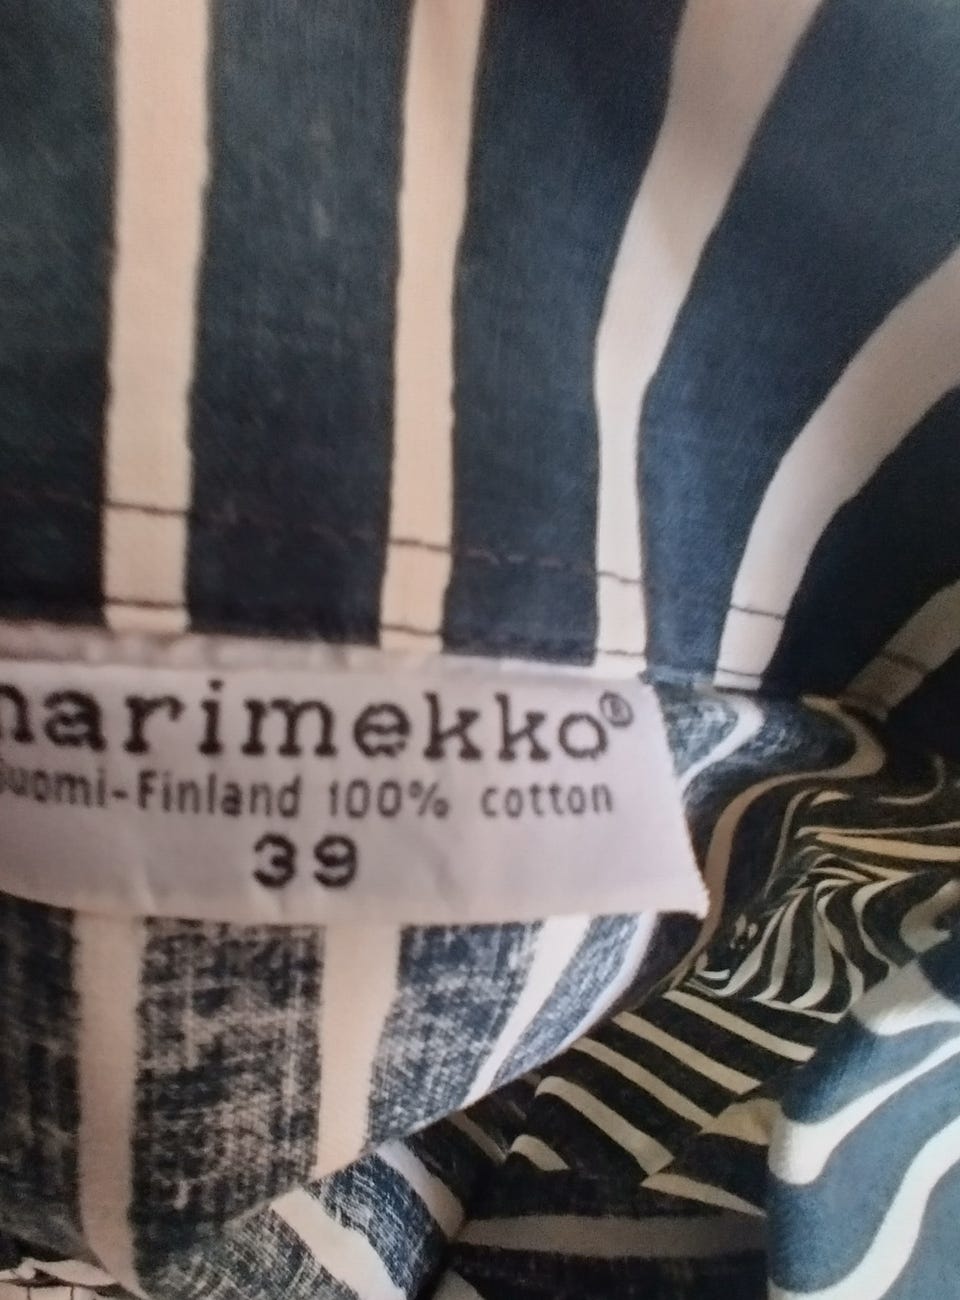 marimekko®
Suomi-Finland 100% cotton
39